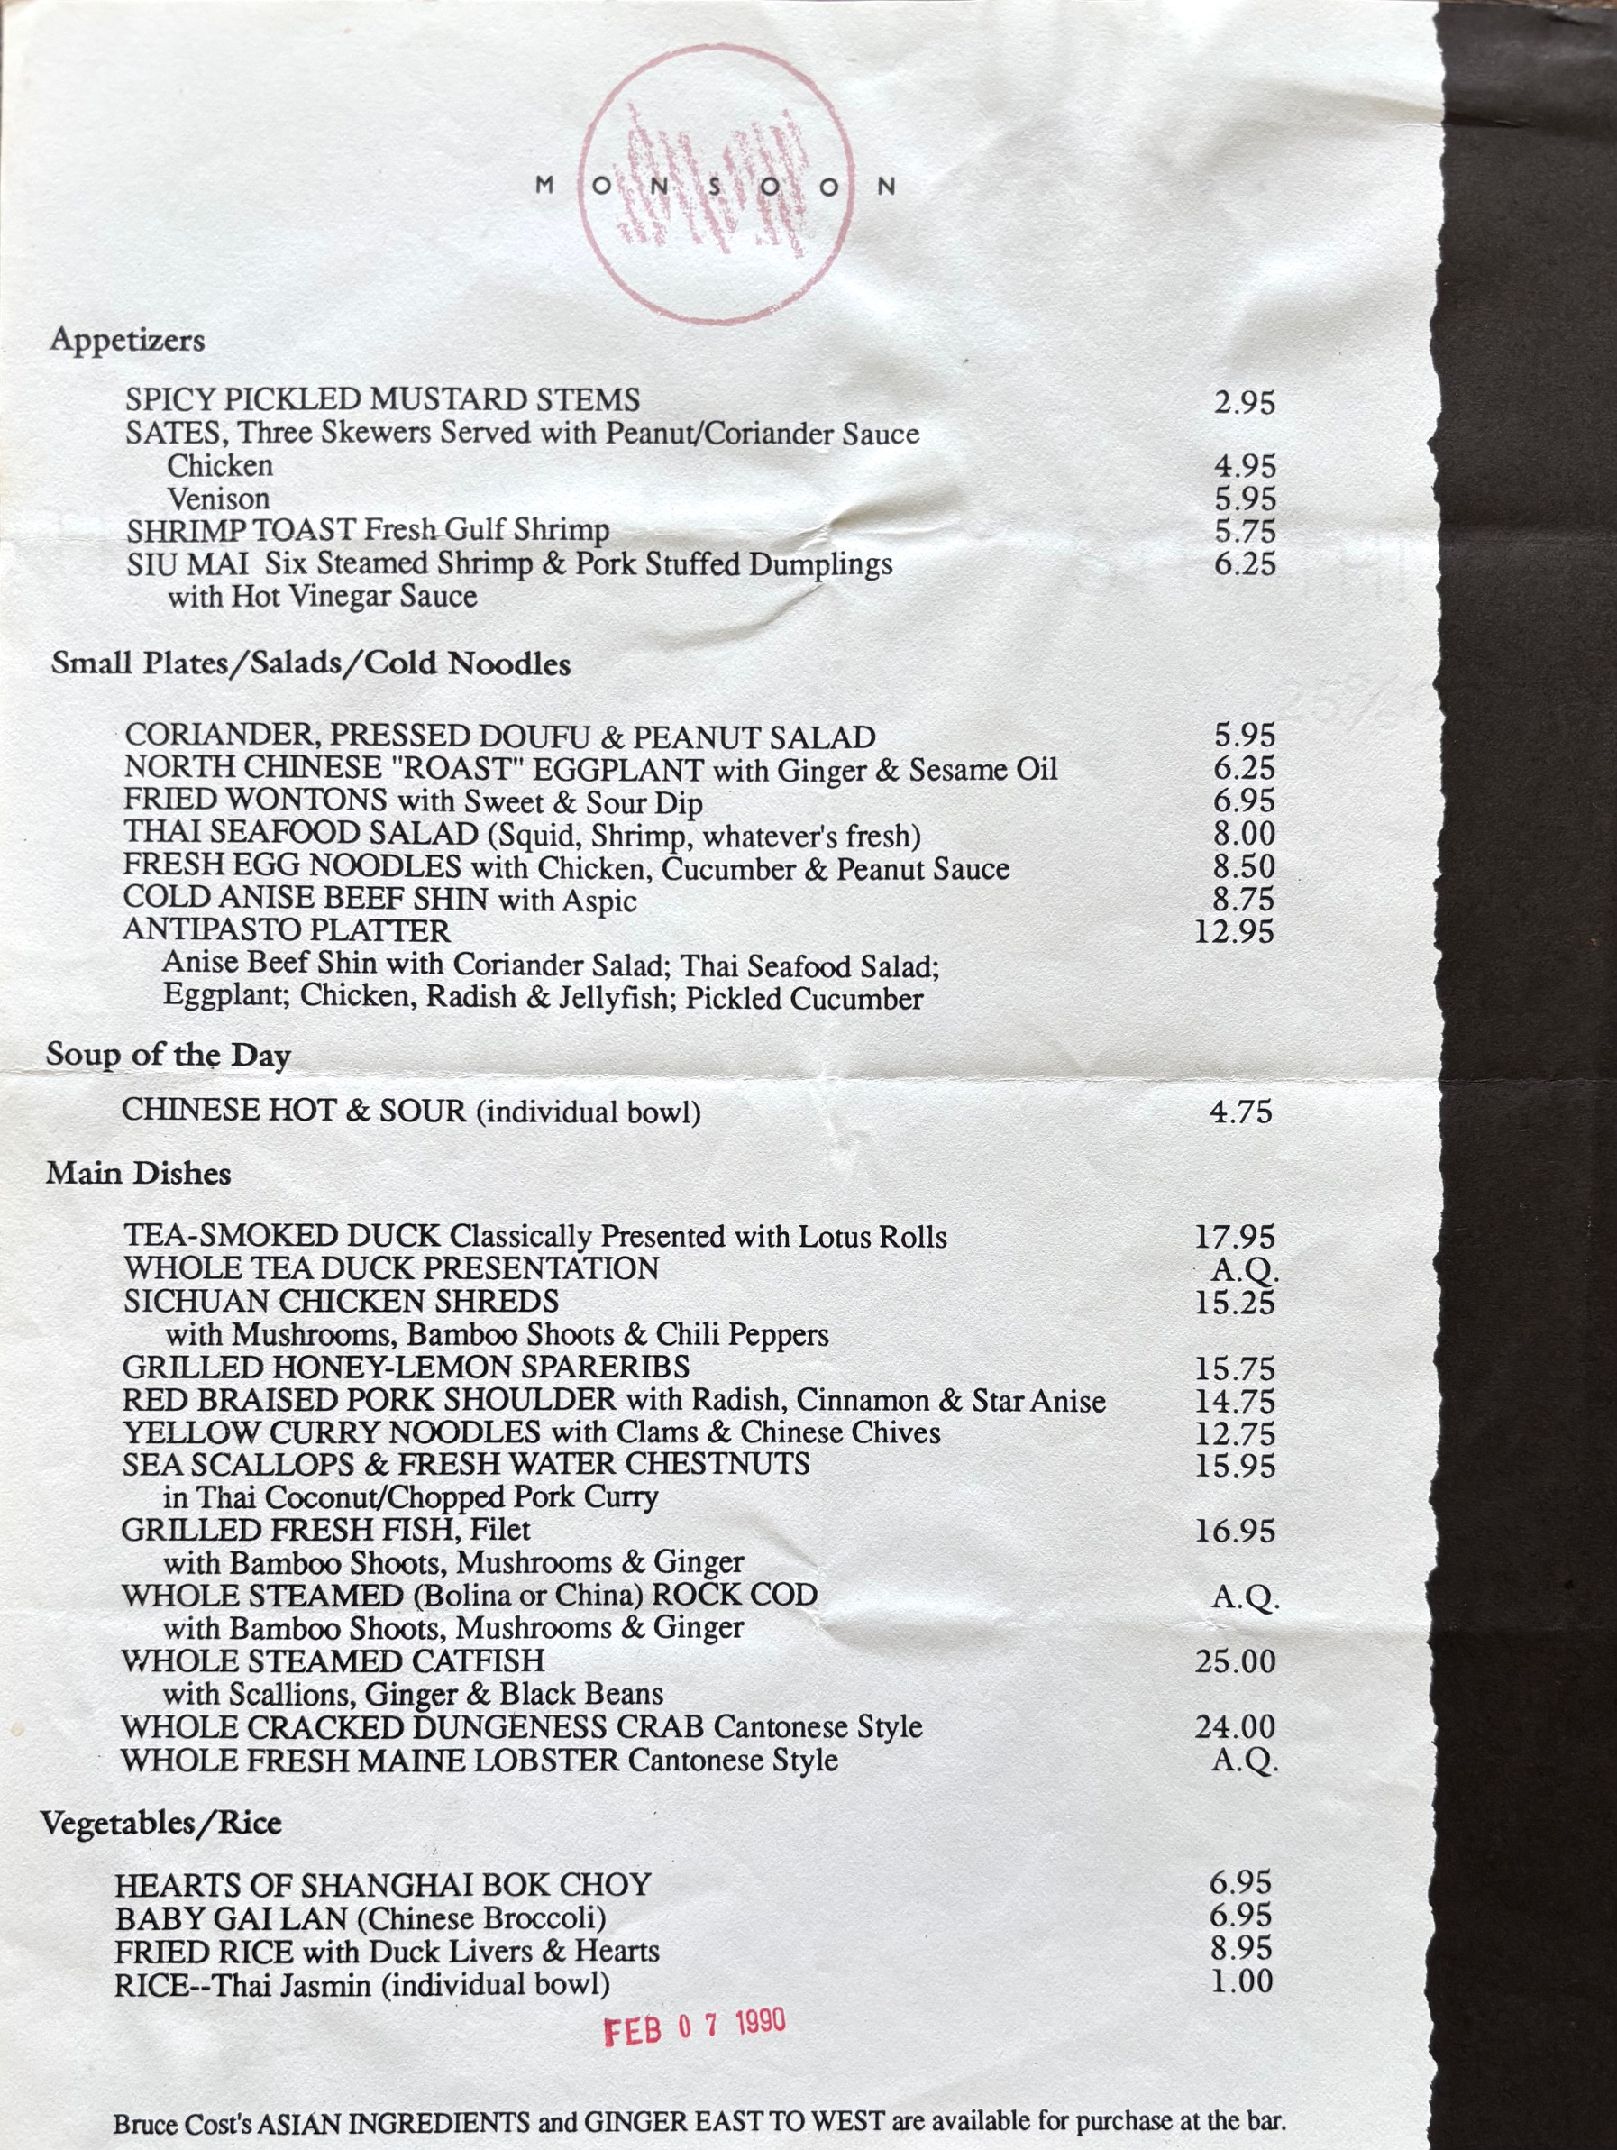 MONSOON
Appetizers
SPICY PICKLED MUSTARD STEMS 2.95
SATES, Three Skewers Served with Peanut/Coriander Sauce
Chicken 4.95
Venison 5.95
SHRIMP TOAST Fresh Gulf Shrimp 5.75
SIU MAI Six Steamed Shrimp & Pork Stuffed Dumplings 6.25
with Hot Vinegar Sauce
Small Plates/Salads/Cold Noodles
CORIANDER, PRESSED DOUFU & PEANUT SALAD 5.95
NORTH CHINESE "ROAST" EGGPLANT with Ginger & Sesame Oil 6.25
FRIED WONTONS with Sweet & Sour Dip 6.95
THAI SEAFOOD SALAD (Squid, Shrimp, whatever's fresh) 8.00
FRESH EGG NOODLES with Chicken, Cucumber & Peanut Sauce 8.50
COLD ANISE BEEF SHIN with Aspic 8.75
ANTIPASTO PLATTER 12.95
Anise Beef Shin with Coriander Salad; Thai Seafood Salad;
Eggplant; Chicken, Radish & Jellyfish; Pickled Cucumber
Soup of the Day
CHINESE HOT & SOUR (individual bowl) 4.75
Main Dishes
TEA-SMOKED DUCK Classically Presented with Lotus Rolls 17.95
WHOLE TEA DUCK PRESENTATION A.Q.
SICHUAN CHICKEN SHREDS 15.25
with Mushrooms, Bamboo Shoots & Chili Peppers
GRILLED HONEY-LEMON SPARERIBS 15.75
RED BRAISED PORK SHOULDER with Radish, Cinnamon & Star Anise 14.75
YELLOW CURRY NOODLES with Clams & Chinese Chives 12.75
SEA SCALLOPS & FRESH WATER CHESTNUTS 15.95
in Thai Coconut/Chopped Pork Curry
GRILLED FRESH FISH, Filet 16.95
with Bamboo Shoots, Mushrooms & Ginger
WHOLE STEAMED (Bolina or China) ROCK COD A.Q.
with Bamboo Shoots, Mushrooms & Ginger
WHOLE STEAMED CATFISH 25.00
with Scallions, Ginger & Black Beans
WHOLE CRACKED DUNGENESS CRAB Cantonese Style 24.00
WHOLE FRESH MAINE LOBSTER Cantonese Style A.Q.
Vegetables/Rice
HEARTS OF SHANGHAI BOK CHOY 6.95
BABY GAI LAN (Chinese Broccoli) 6.95
FRIED RICE with Duck Livers & Hearts 8.95
RICE--Thai Jasmin (individual bowl) 1.00
FEB 07 1990
Bruce Cost's ASIAN INGREDIENTS and GINGER EAST TO WEST are available for purchase at the bar.